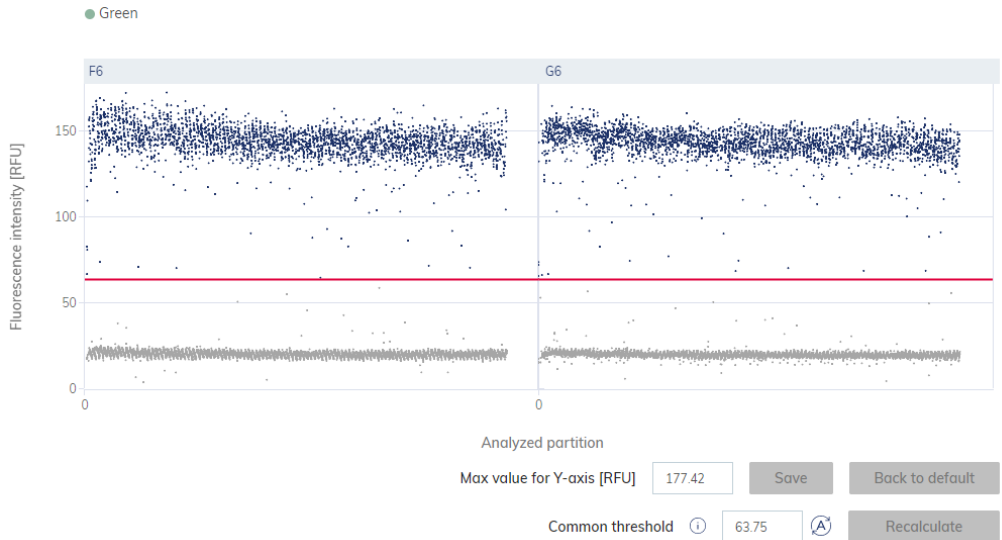 Green
F6 G6
Fluorescence intensity [RFU]
150
100
50
0
0 0
Analyzed partition
Max value for Y-axis [RFU] 177.42 Save Back to default
Common threshold i 63.75 A Recalculate